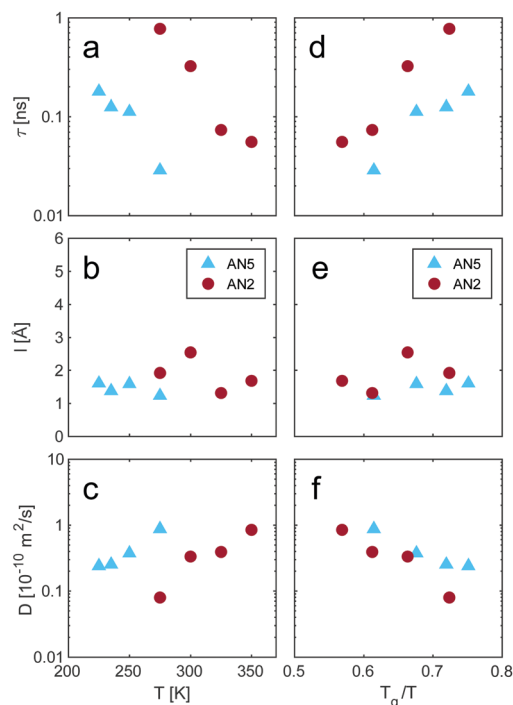 a
d
1
0.1
0.01
τ [ns]
b
e
AN5
AN2
AN5
AN2
6
5
4
3
2
1
0
l [Å]
c
f
10
1
0.1
0.01
D [10⁻¹⁰ m²/s]
200
250
300
350
0.5
0.6
0.7
0.8
T [K]
T_g/T